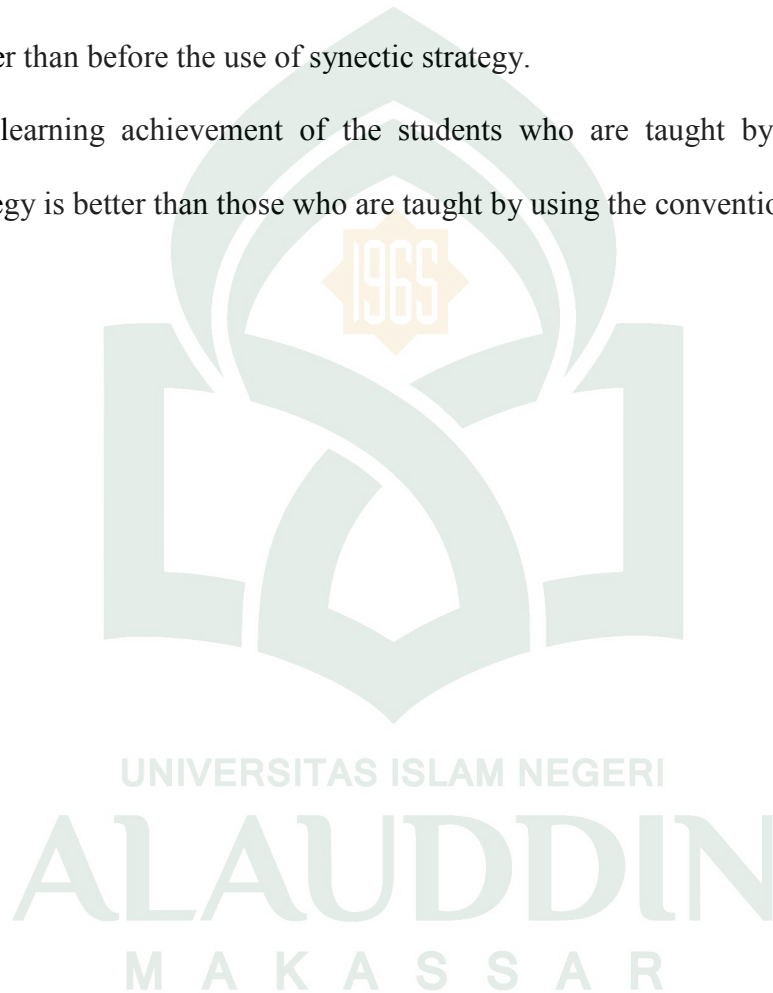 er than before the use of synectic strategy.
learning achievement of the students who are taught by
egy is better than those who are taught by using the conventio
1965
UNIVERSITAS ISLAM NEGERI
ALAUDDIN
MAKASSAR